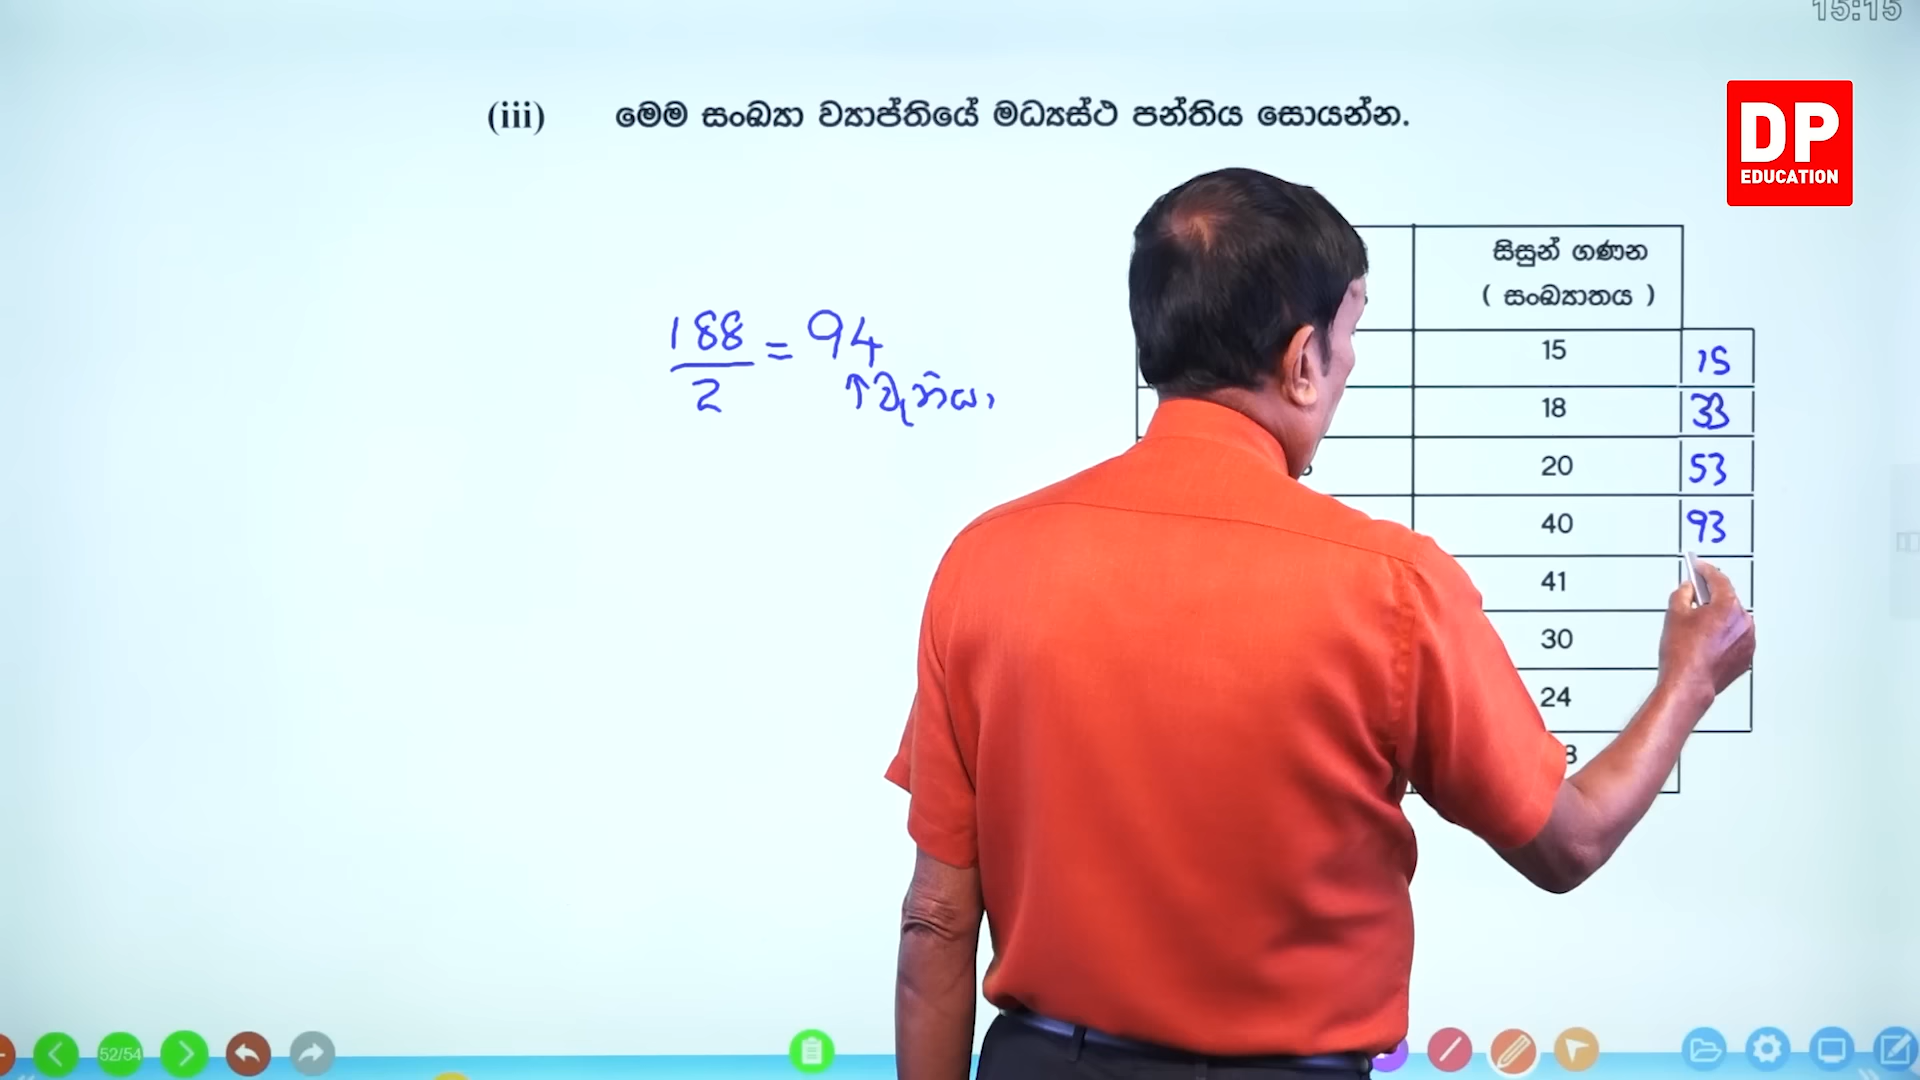 15:15
(iii) මෙම සංඛ්‍යා ව්‍යාප්තියේ මධ්‍යස්ථ පන්තිය සොයන්න.
DP
EDUCATION
සිසුන් ගණන
( සංඛ්‍යාතය )
188/2 = 94
↑ වැනියා
15 15
18 33
20 53
40 93
41
30
24
52/54